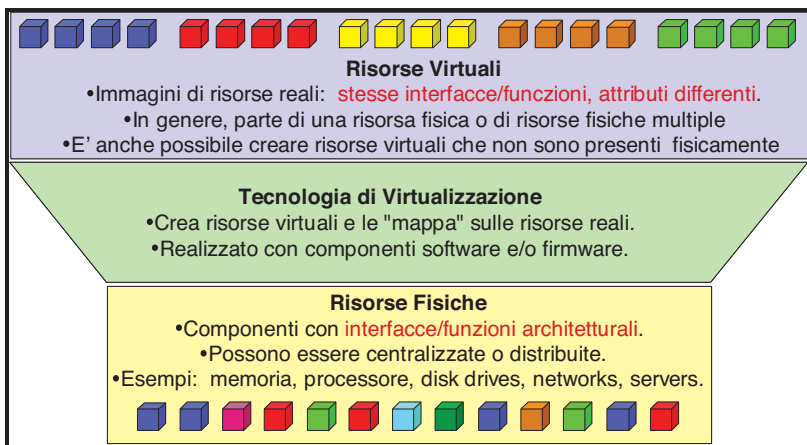 Risorse Virtuali
•Immagini di risorse reali: stesse interfacce/funczioni, attributi differenti.
•In genere, parte di una risorsa fisica o di risorse fisiche multiple
•E' anche possibile creare risorse virtuali che non sono presenti fisicamente
Tecnologia di Virtualizzazione
•Crea risorse virtuali e le "mappa" sulle risorse reali.
•Realizzato con componenti software e/o firmware.
Risorse Fisiche
•Componenti con interfacce/funzioni architetturali.
•Possono essere centralizzate o distribuite.
•Esempi: memoria, processore, disk drives, networks, servers.